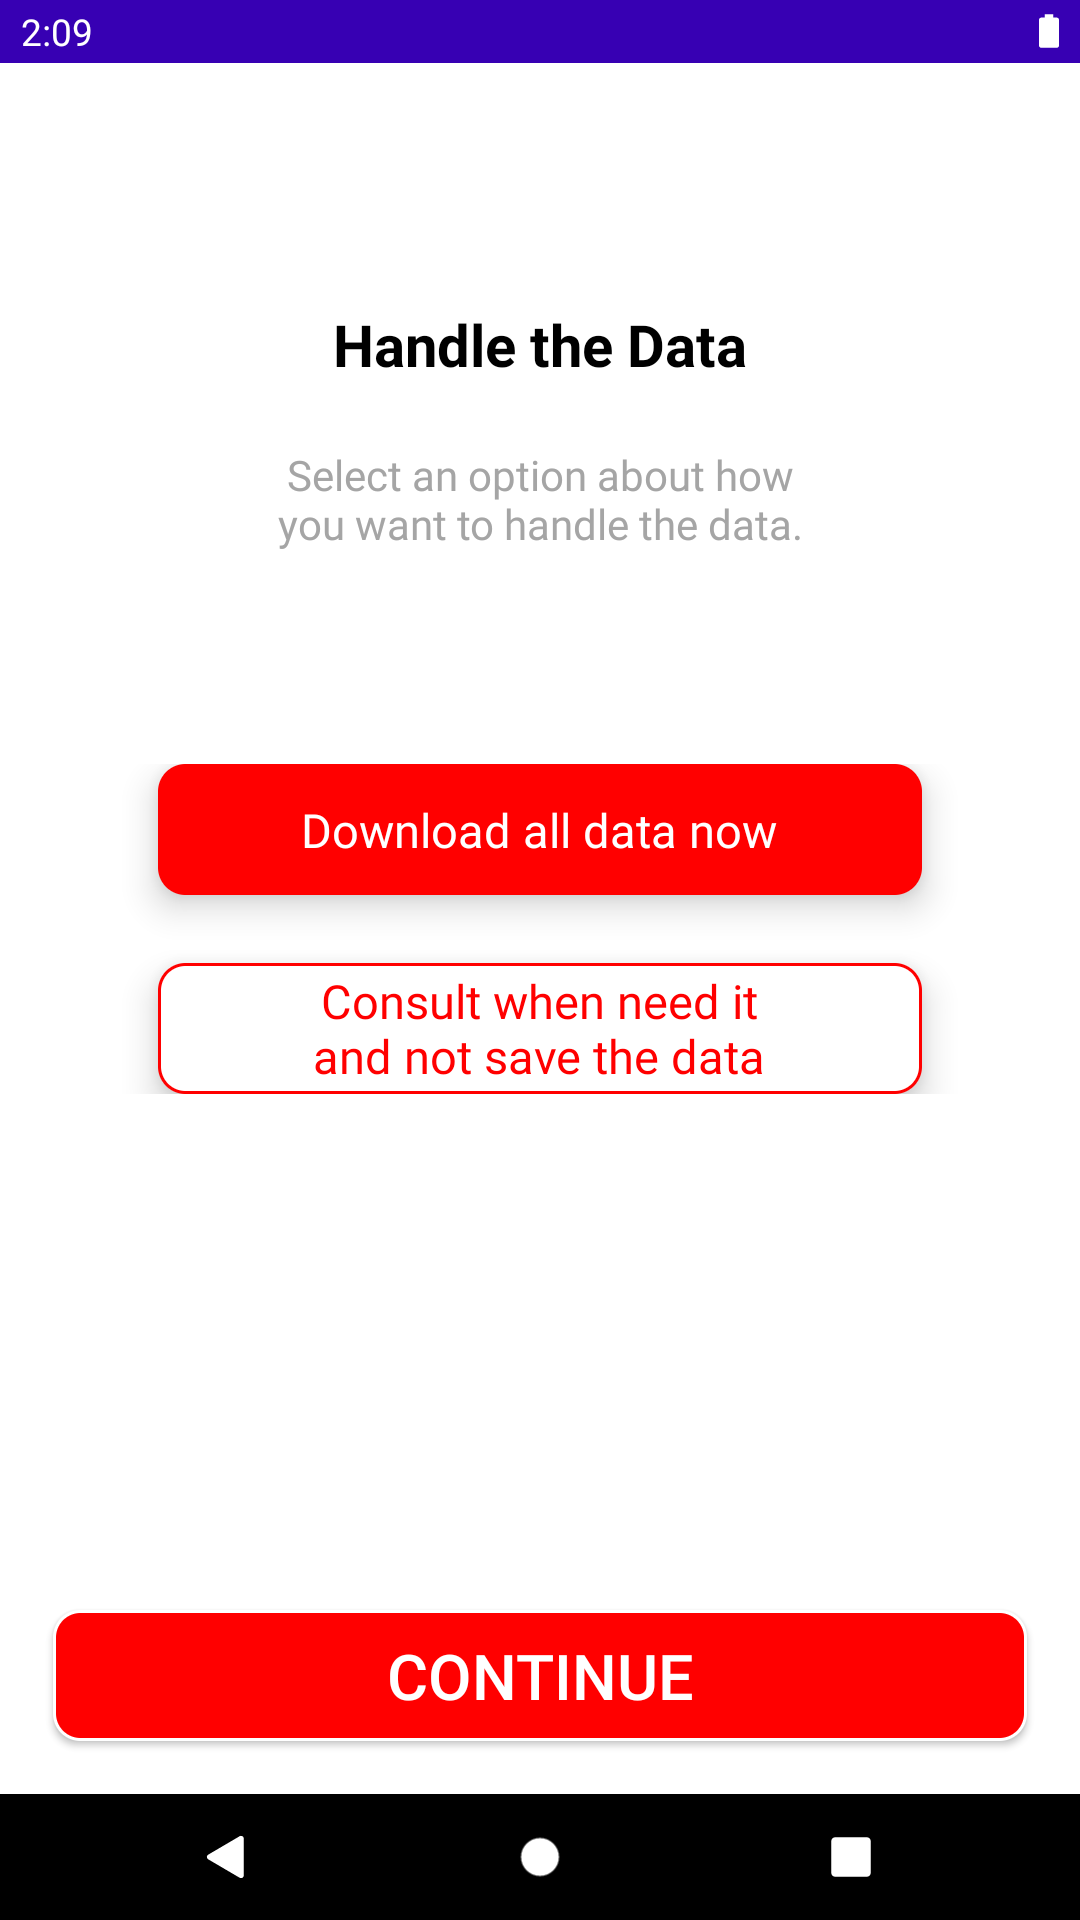 2:09
Handle the Data
Select an option about how
you want to handle the data.
Download all data now
Consult when need it
and not save the data
CONTINUE